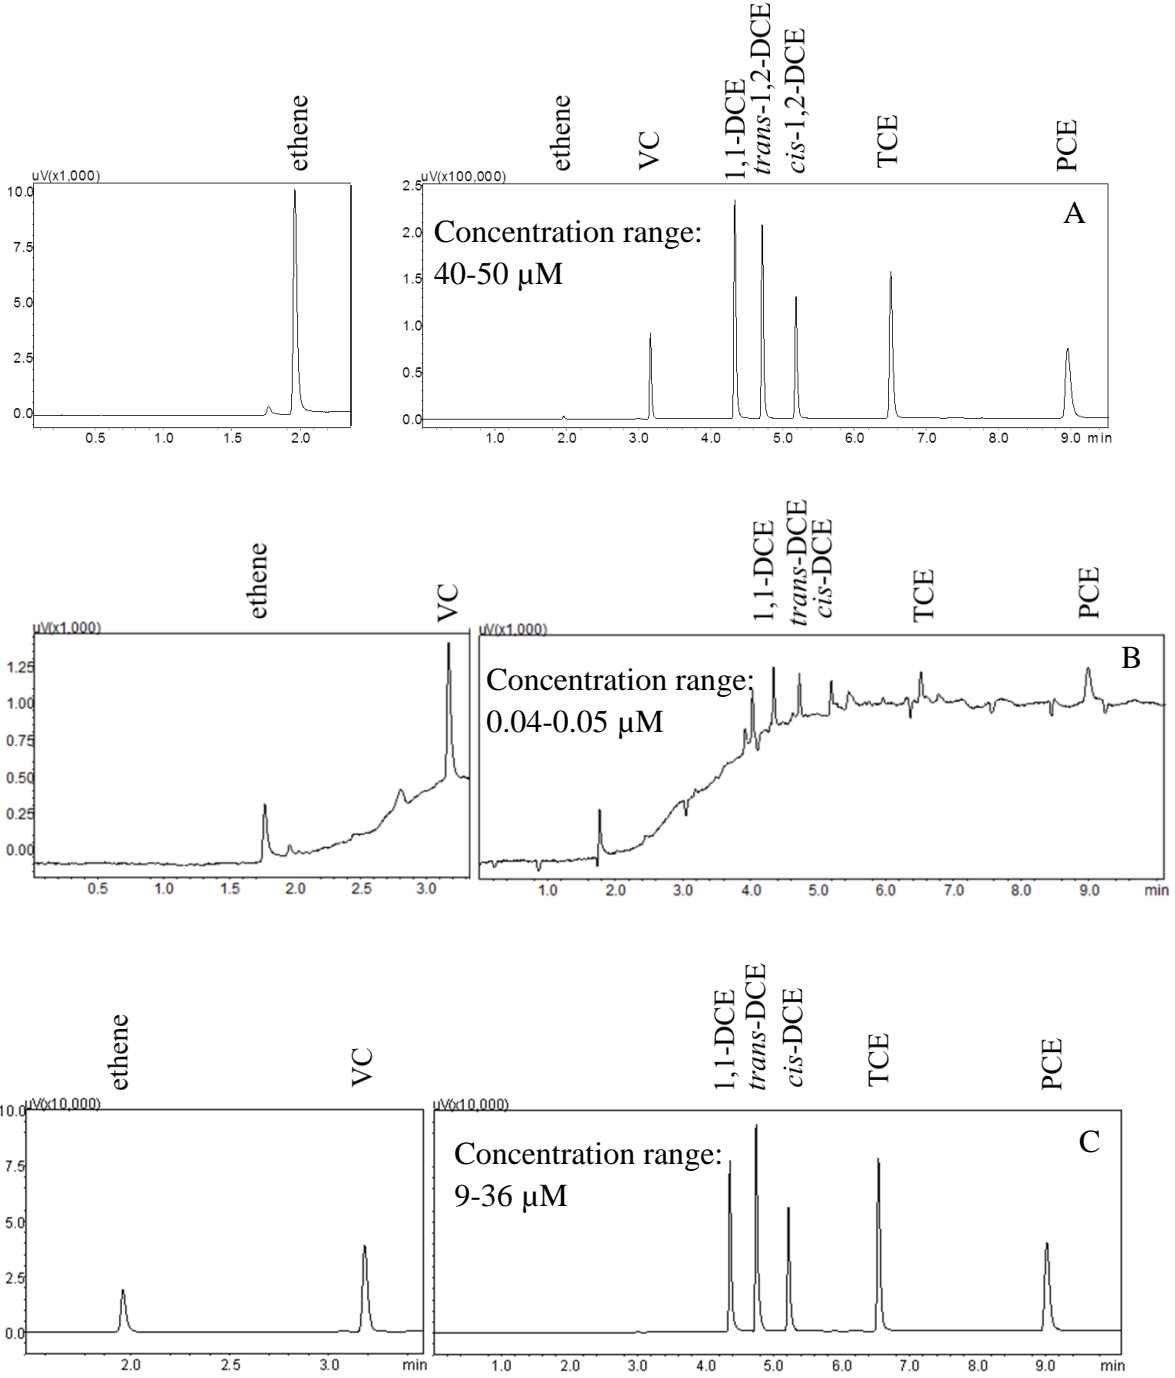 ethene
ethene
VC
1,1-DCE
trans-1,2-DCE
cis-1,2-DCE
TCE
PCE
uV(x1,000)
10.0
7.5
5.0
2.5
0.0
0.5 1.0 1.5 2.0
uV(x100,000)
2.5
2.0
1.5
1.0
0.5
0.0
Concentration range:
40-50 µM
A
1.0 2.0 3.0 4.0 5.0 6.0 7.0 8.0 9.0 min
ethene
VC
1,1-DCE
trans-DCE
cis-DCE
TCE
PCE
uV(x1,000)
1.25
1.00
0.75
0.50
0.25
0.00
0.5 1.0 1.5 2.0 2.5 3.0
uV(x1,000)
Concentration range:
0.04-0.05 µM
B
1.0 2.0 3.0 4.0 5.0 6.0 7.0 8.0 9.0 min
ethene
VC
1,1-DCE
trans-DCE
cis-DCE
TCE
PCE
uV(x10,000)
10.0
7.5
5.0
2.5
0.0
2.0 2.5 3.0 min
uV(x10,000)
Concentration range:
9-36 µM
C
1.0 2.0 3.0 4.0 5.0 6.0 7.0 8.0 9.0 min